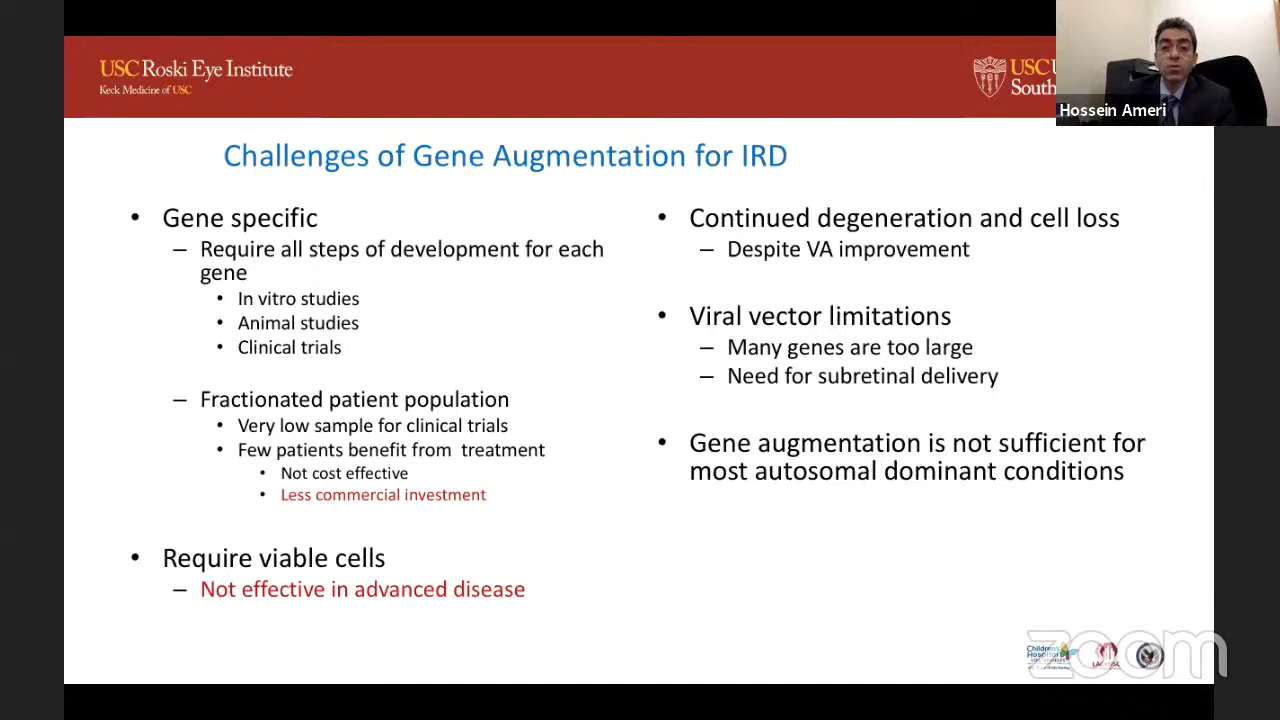 USC Roski Eye Institute
Keck Medicine of USC
USC
South
Hossein Ameri
Challenges of Gene Augmentation for IRD
• Gene specific
– Require all steps of development for each
gene
• In vitro studies
• Animal studies
• Clinical trials
– Fractionated patient population
• Very low sample for clinical trials
• Few patients benefit from treatment
• Not cost effective
• Less commercial investment
• Require viable cells
– Not effective in advanced disease
• Continued degeneration and cell loss
– Despite VA improvement
• Viral vector limitations
– Many genes are too large
– Need for subretinal delivery
• Gene augmentation is not sufficient for
most autosomal dominant conditions
Children's
Hospital
zoom